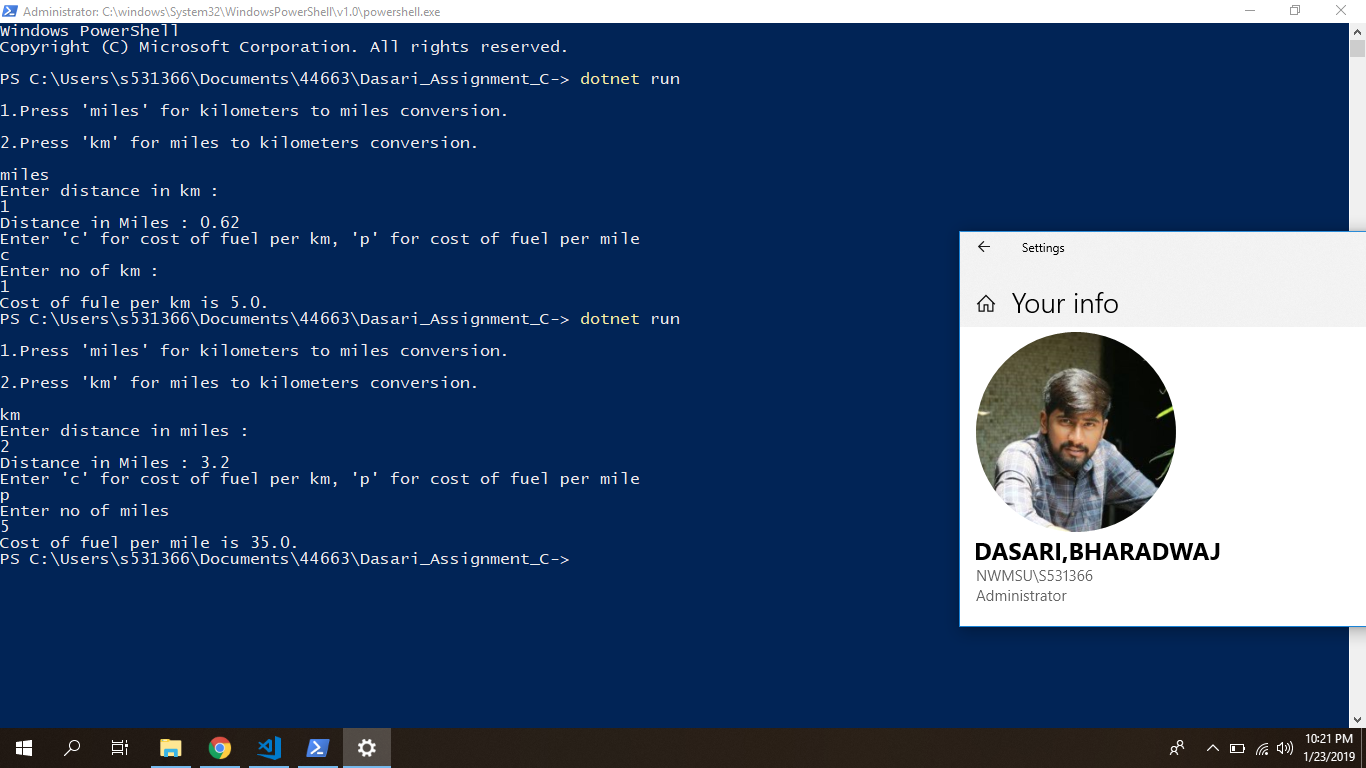 Administrator: C:\windows\System32\WindowsPowerShell\v1.0\powershell.exe
Windows PowerShell
Copyright (C) Microsoft Corporation. All rights reserved.
PS C:\Users\s531366\Documents\44663\Dasari_Assignment_C-> dotnet run
1.Press 'miles' for kilometers to miles conversion.
2.Press 'km' for miles to kilometers conversion.
miles
Enter distance in km :
1
Distance in Miles : 0.62
Enter 'c' for cost of fuel per km, 'p' for cost of fuel per mile
c
Enter no of km :
1
Cost of fule per km is 5.0.
PS C:\Users\s531366\Documents\44663\Dasari_Assignment_C-> dotnet run
1.Press 'miles' for kilometers to miles conversion.
2.Press 'km' for miles to kilometers conversion.
km
Enter distance in miles :
2
Distance in Miles : 3.2
Enter 'c' for cost of fuel per km, 'p' for cost of fuel per mile
p
Enter no of miles
5
Cost of fuel per mile is 35.0.
PS C:\Users\s531366\Documents\44663\Dasari_Assignment_C->
Settings
Your info
DASARI,BHARADWAJ
NWMSU\S531366
Administrator
10:21 PM
1/23/2019